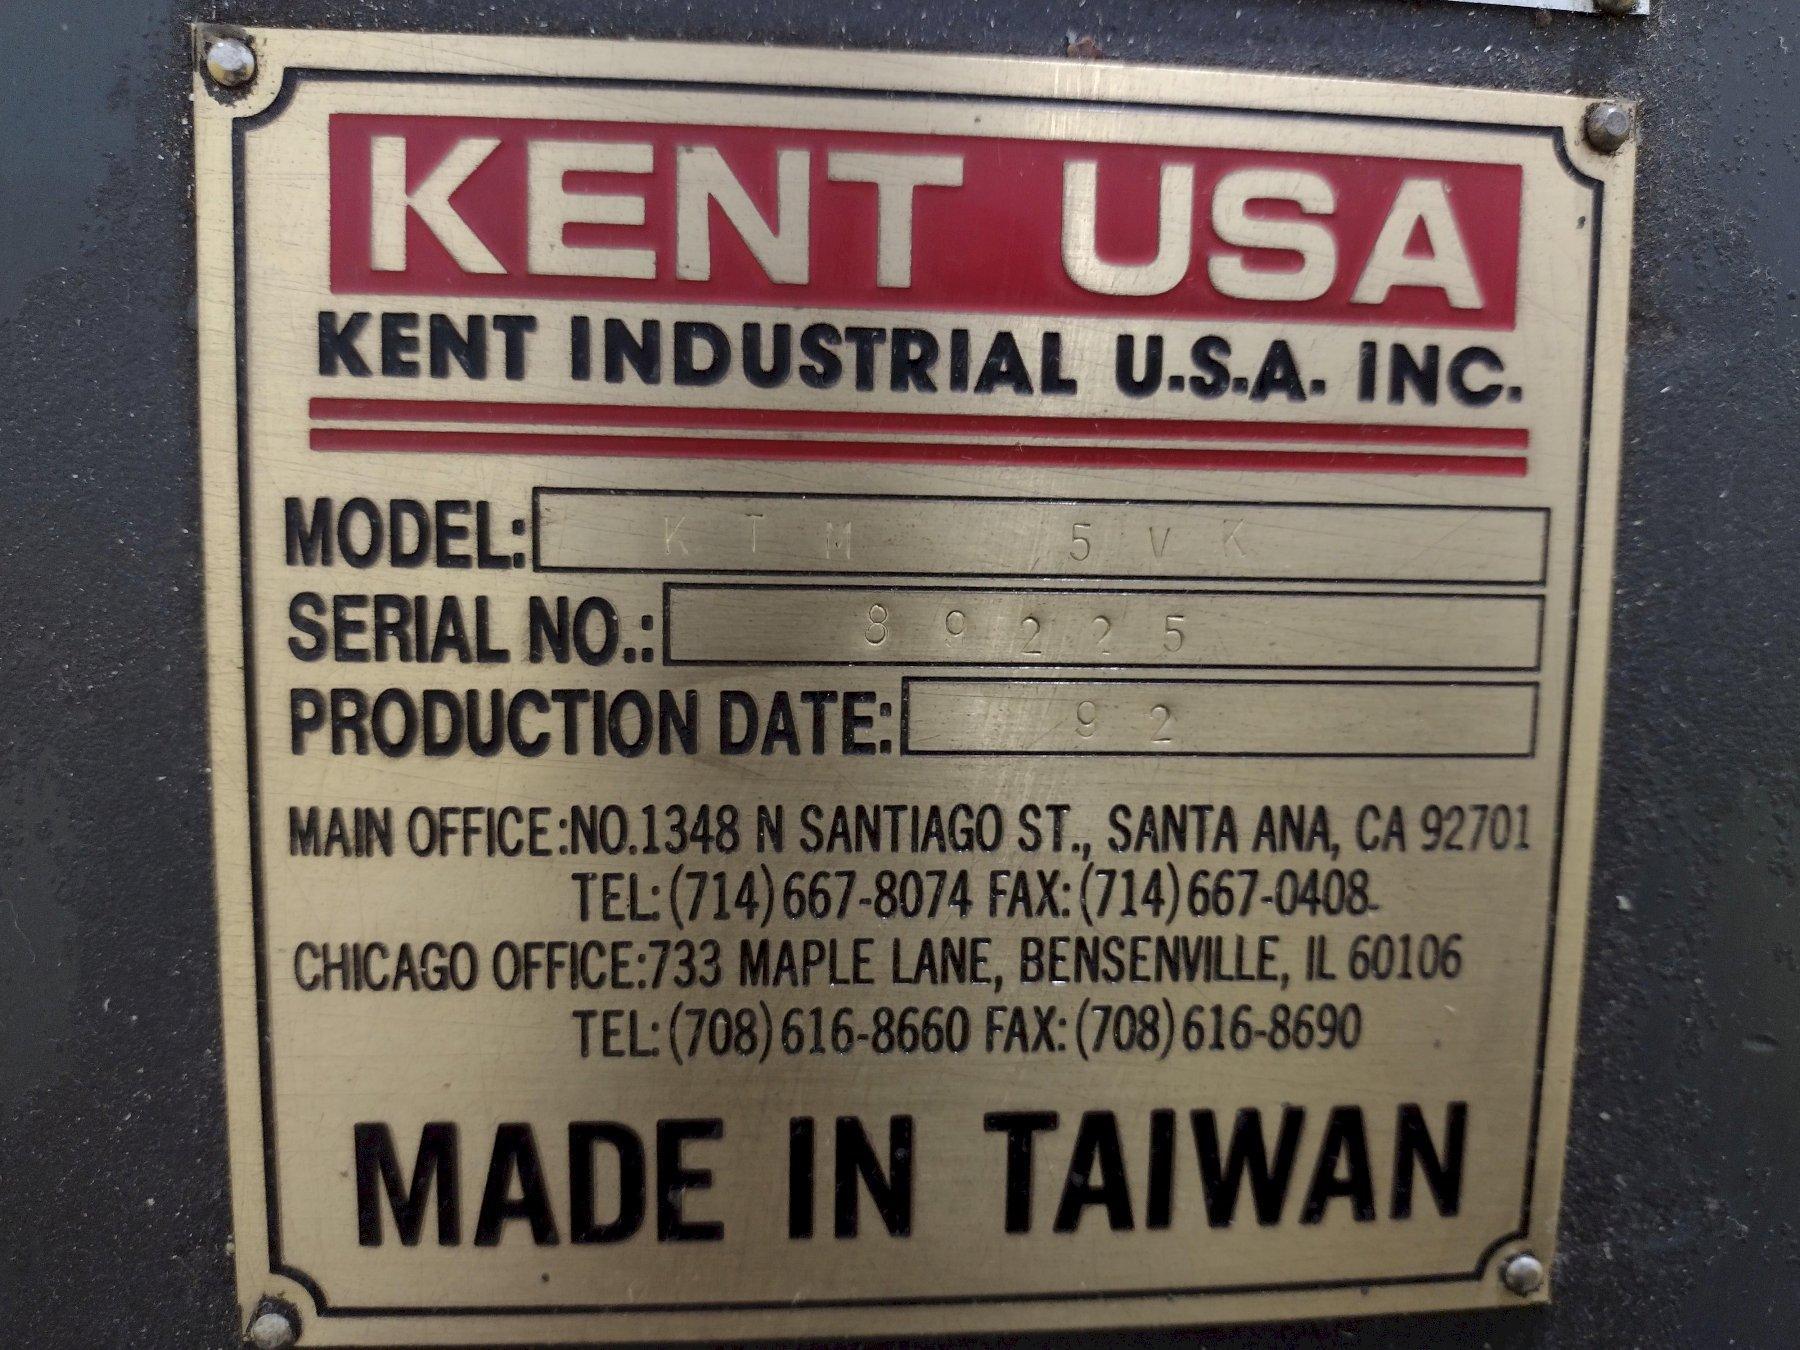 KENT USA
KENT INDUSTRIAL U.S.A. INC.
MODEL: KTM 5VK
SERIAL NO.: 89225
PRODUCTION DATE: 92
MAIN OFFICE:NO.1348 N SANTIAGO ST., SANTA ANA, CA 92701
TEL:(714)667-8074 FAX:(714)667-0408
CHICAGO OFFICE:733 MAPLE LANE, BENSENVILLE, IL 60106
TEL:(708)616-8660 FAX:(708)616-8690
MADE IN TAIWAN